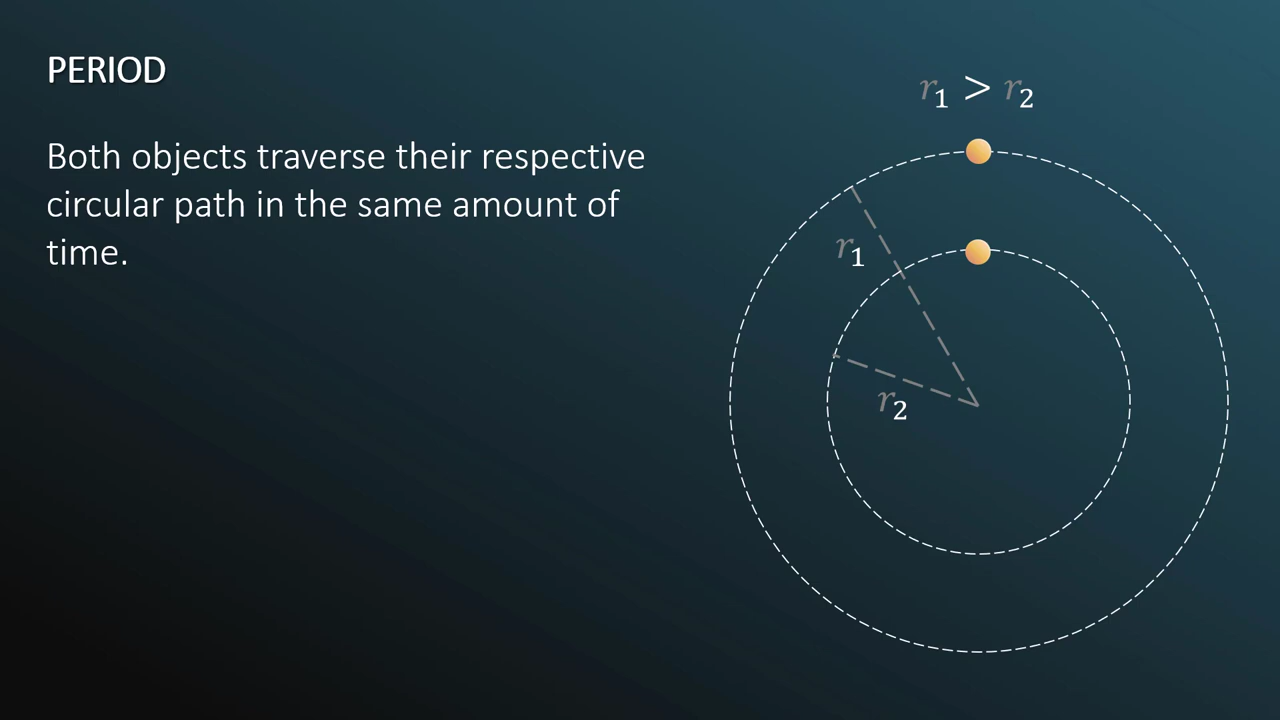 PERIOD
Both objects traverse their respective
circular path in the same amount of
time.
r₁ > r₂
r₁
r₂